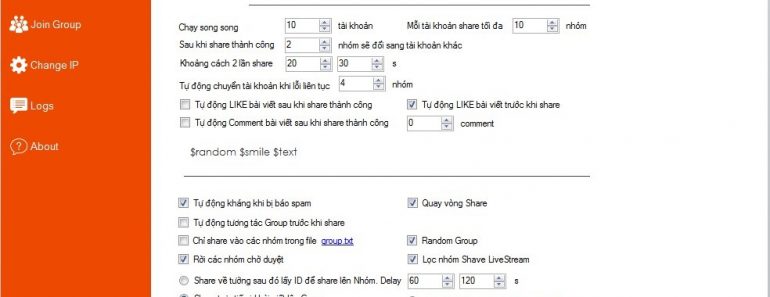 Join Group
Change IP
Logs
About
Chạy song song 10 tài khoản Mỗi tài khoản share tối đa 10 nhóm
Sau khi share thành công 2 nhóm sẽ đổi sang tài khoản khác
Khoảng cách 2 lần share 20 30 s
Tự động chuyển tài khoản khi lỗi liên tục 4 nhóm
Tự động LIKE bài viết sau khi share thành công Tự động LIKE bài viết trước khi share
Tự động Comment bài viết sau khi share thành công 0 comment
$random $smile $text
Tự động kháng khi bị báo spam Quay vòng Share
Tự động tương tác Group trước khi share
Chỉ share vào các nhóm trong file group.txt Random Group
Rời các nhóm chờ duyệt Lọc nhóm Shave LiveStream
Share về tường sau đó lấy ID để share lên Nhóm. Delay 60 120 s